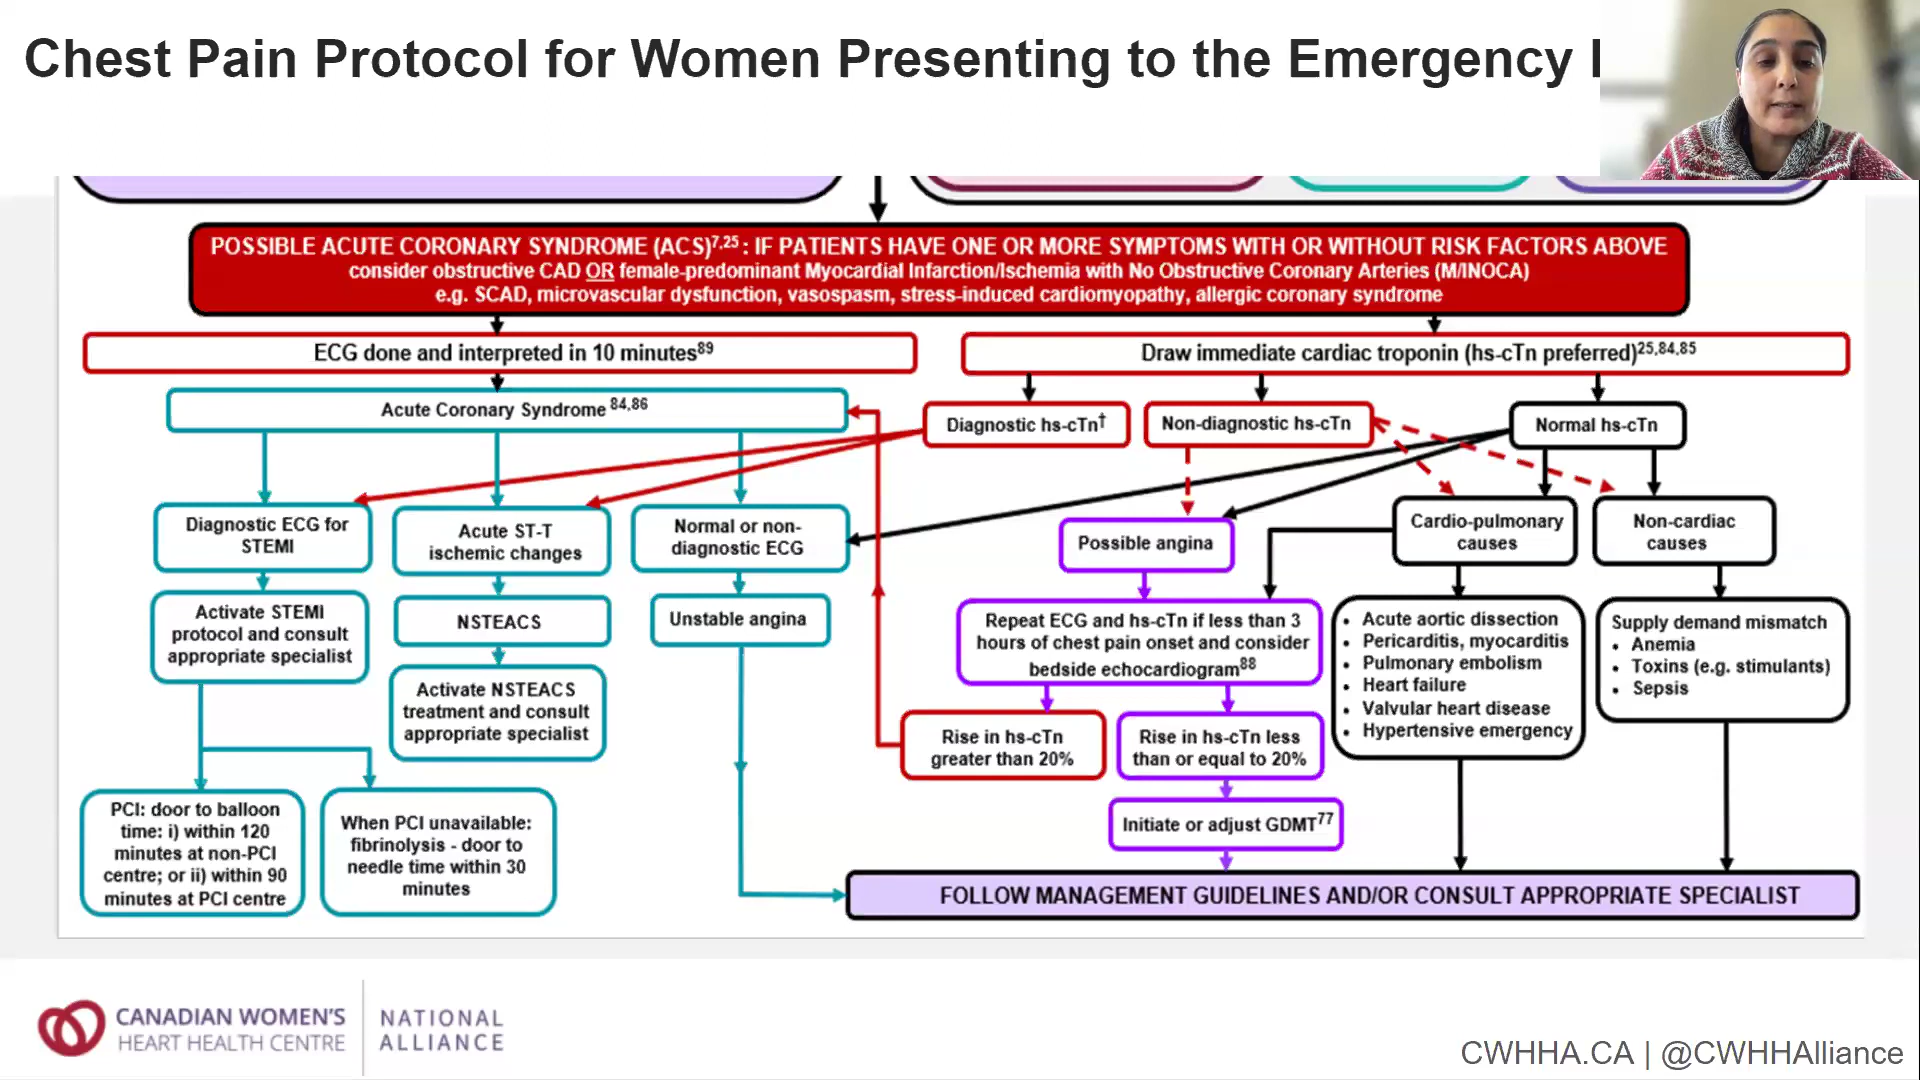 Chest Pain Protocol for Women Presenting to the Emergency
POSSIBLE ACUTE CORONARY SYNDROME (ACS)7,25 : IF PATIENTS HAVE ONE OR MORE SYMPTOMS WITH OR WITHOUT RISK FACTORS ABOVE
consider obstructive CAD OR female-predominant Myocardial Infarction/Ischemia with No Obstructive Coronary Arteries (M/INOCA)
e.g. SCAD, microvascular dysfunction, vasospasm, stress-induced cardiomyopathy, allergic coronary syndrome
ECG done and interpreted in 10 minutes89
Draw immediate cardiac troponin (hs-cTn preferred)25,84,85
Acute Coronary Syndrome 84,86
Diagnostic hs-cTn†
Non-diagnostic hs-cTn
Normal hs-cTn
Diagnostic ECG for
STEMI
Acute ST-T
ischemic changes
Normal or non-
diagnostic ECG
Possible angina
Cardio-pulmonary
causes
Non-cardiac
causes
Activate STEMI
protocol and consult
appropriate specialist
NSTEACS
Unstable angina
Repeat ECG and hs-cTn if less than 3
hours of chest pain onset and consider
bedside echocardiogram88
• Acute aortic dissection
• Pericarditis, myocarditis
• Pulmonary embolism
• Heart failure
• Valvular heart disease
• Hypertensive emergency
Supply demand mismatch
• Anemia
• Toxins (e.g. stimulants)
• Sepsis
Activate NSTEACS
treatment and consult
appropriate specialist
Rise in hs-cTn
greater than 20%
Rise in hs-cTn less
than or equal to 20%
PCI: door to balloon
time: i) within 120
minutes at non-PCI
centre; or ii) within 90
minutes at PCI centre
When PCI unavailable:
fibrinolysis - door to
needle time within 30
minutes
Initiate or adjust GDMT77
FOLLOW MANAGEMENT GUIDELINES AND/OR CONSULT APPROPRIATE SPECIALIST
CANADIAN WOMEN'S
HEART HEALTH CENTRE
NATIONAL
ALLIANCE
CWHHA.CA | @CWHHAlliance